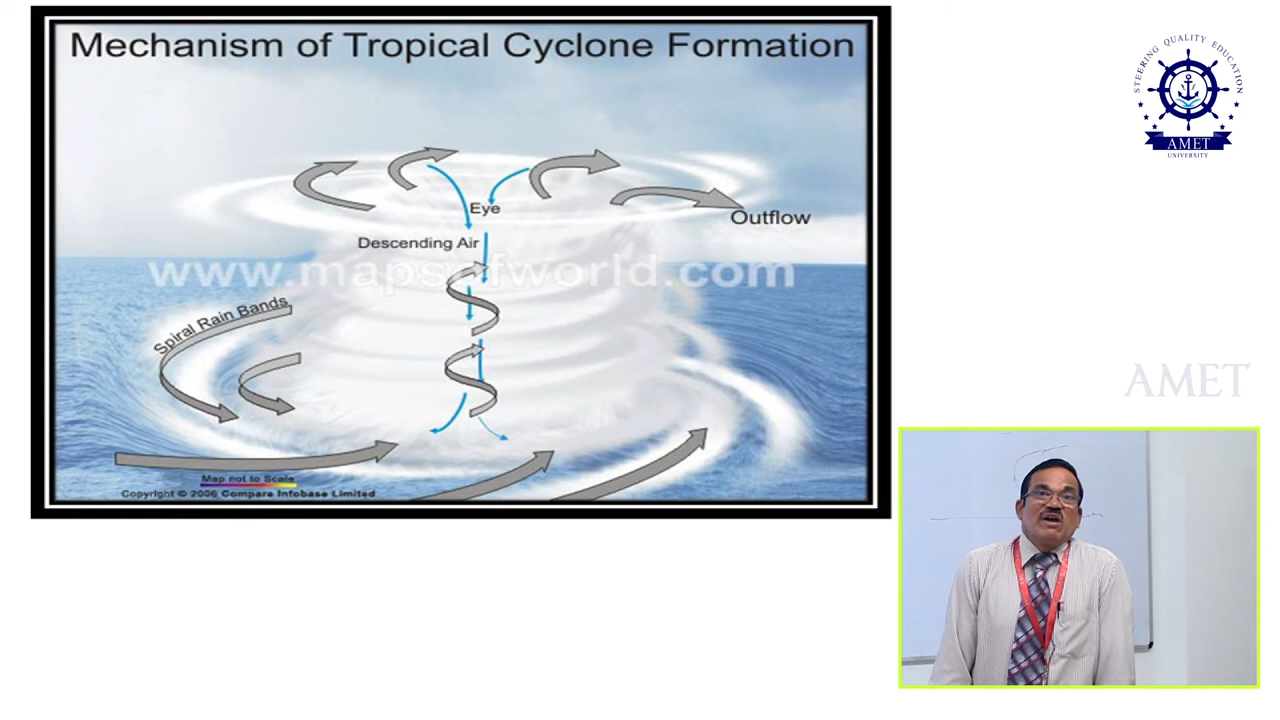 Mechanism of Tropical Cyclone Formation
STEERING QUALITY EDUCATION
AMET
UNIVERSITY
Eye
Outflow
Descending Air
www.mapsofworld.com
Spiral Rain Bands
AMET
Map not to Scale
Copyright © 2006 Compare Infobase Limited